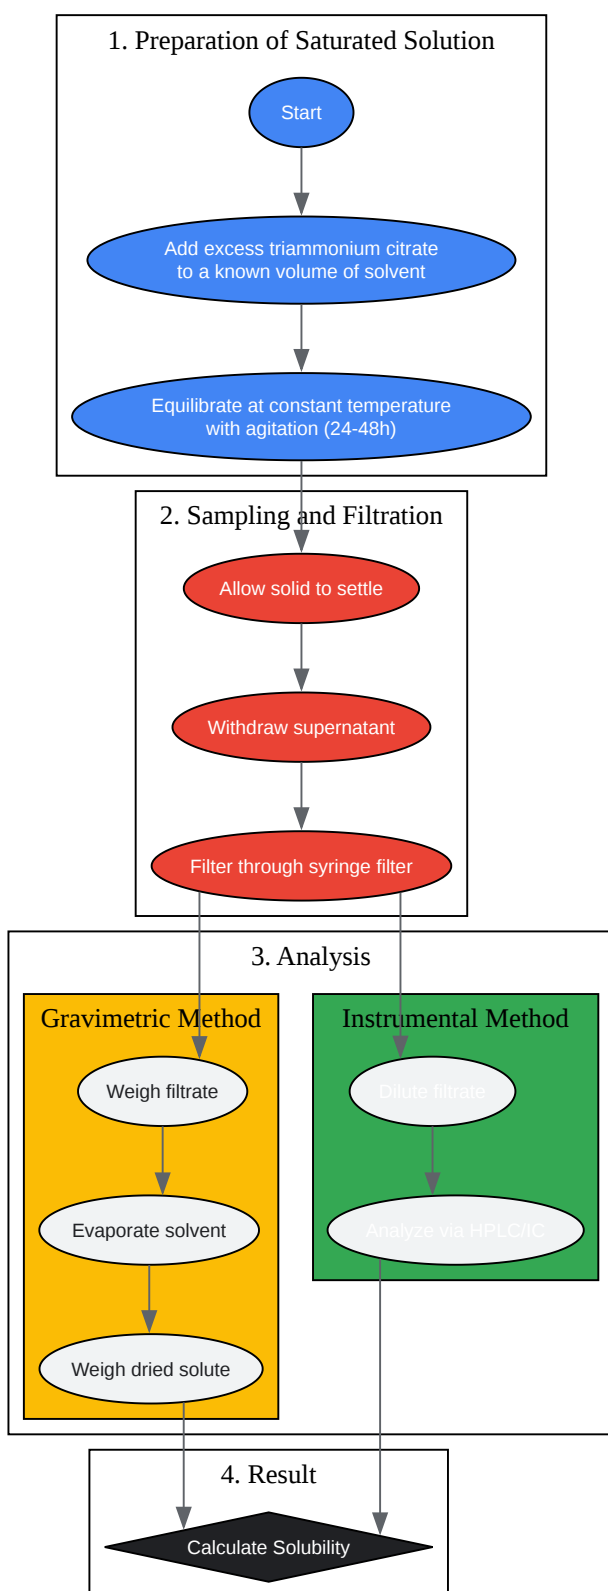 1. Preparation of Saturated Solution
Start
Add excess triammonium citrate
to a known volume of solvent
Equilibrate at constant temperature
with agitation (24-48h)
2. Sampling and Filtration
Allow solid to settle
Withdraw supernatant
Filter through syringe filter
3. Analysis
Gravimetric Method
Weigh filtrate
Evaporate solvent
Weigh dried solute
Instrumental Method
Dilute filtrate
Analyze via HPLC/IC
4. Result
Calculate Solubility